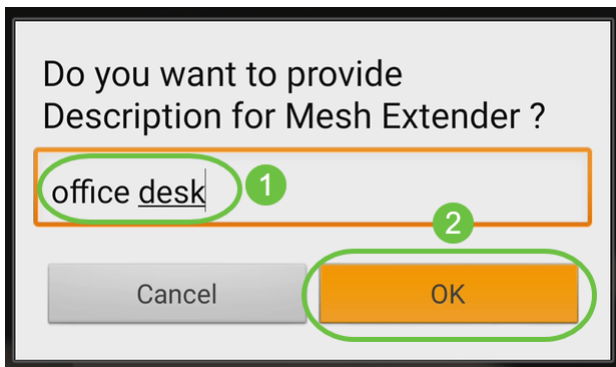 Do you want to provide
Description for Mesh Extender ?
office desk
1
2
Cancel
OK